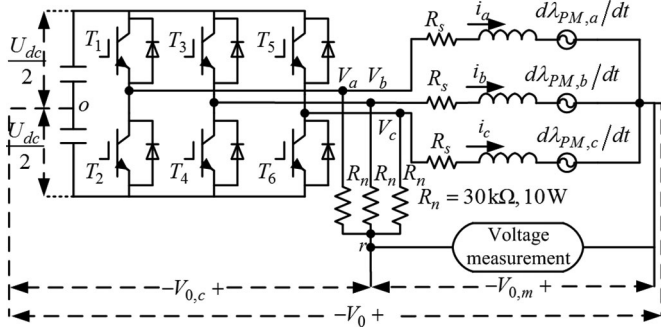 U_dc/2
U_dc/2
o
T_1
T_3
T_5
T_2
T_4
T_6
V_a
V_b
V_c
R_s
i_a
dλ_PM,a/dt
R_s
i_b
dλ_PM,b/dt
R_s
i_c
dλ_PM,c/dt
R_n
R_n
R_n
R_n = 30kΩ, 10W
r
Voltage
measurement
−V_0,c +
−V_0,m +
−V_0 +